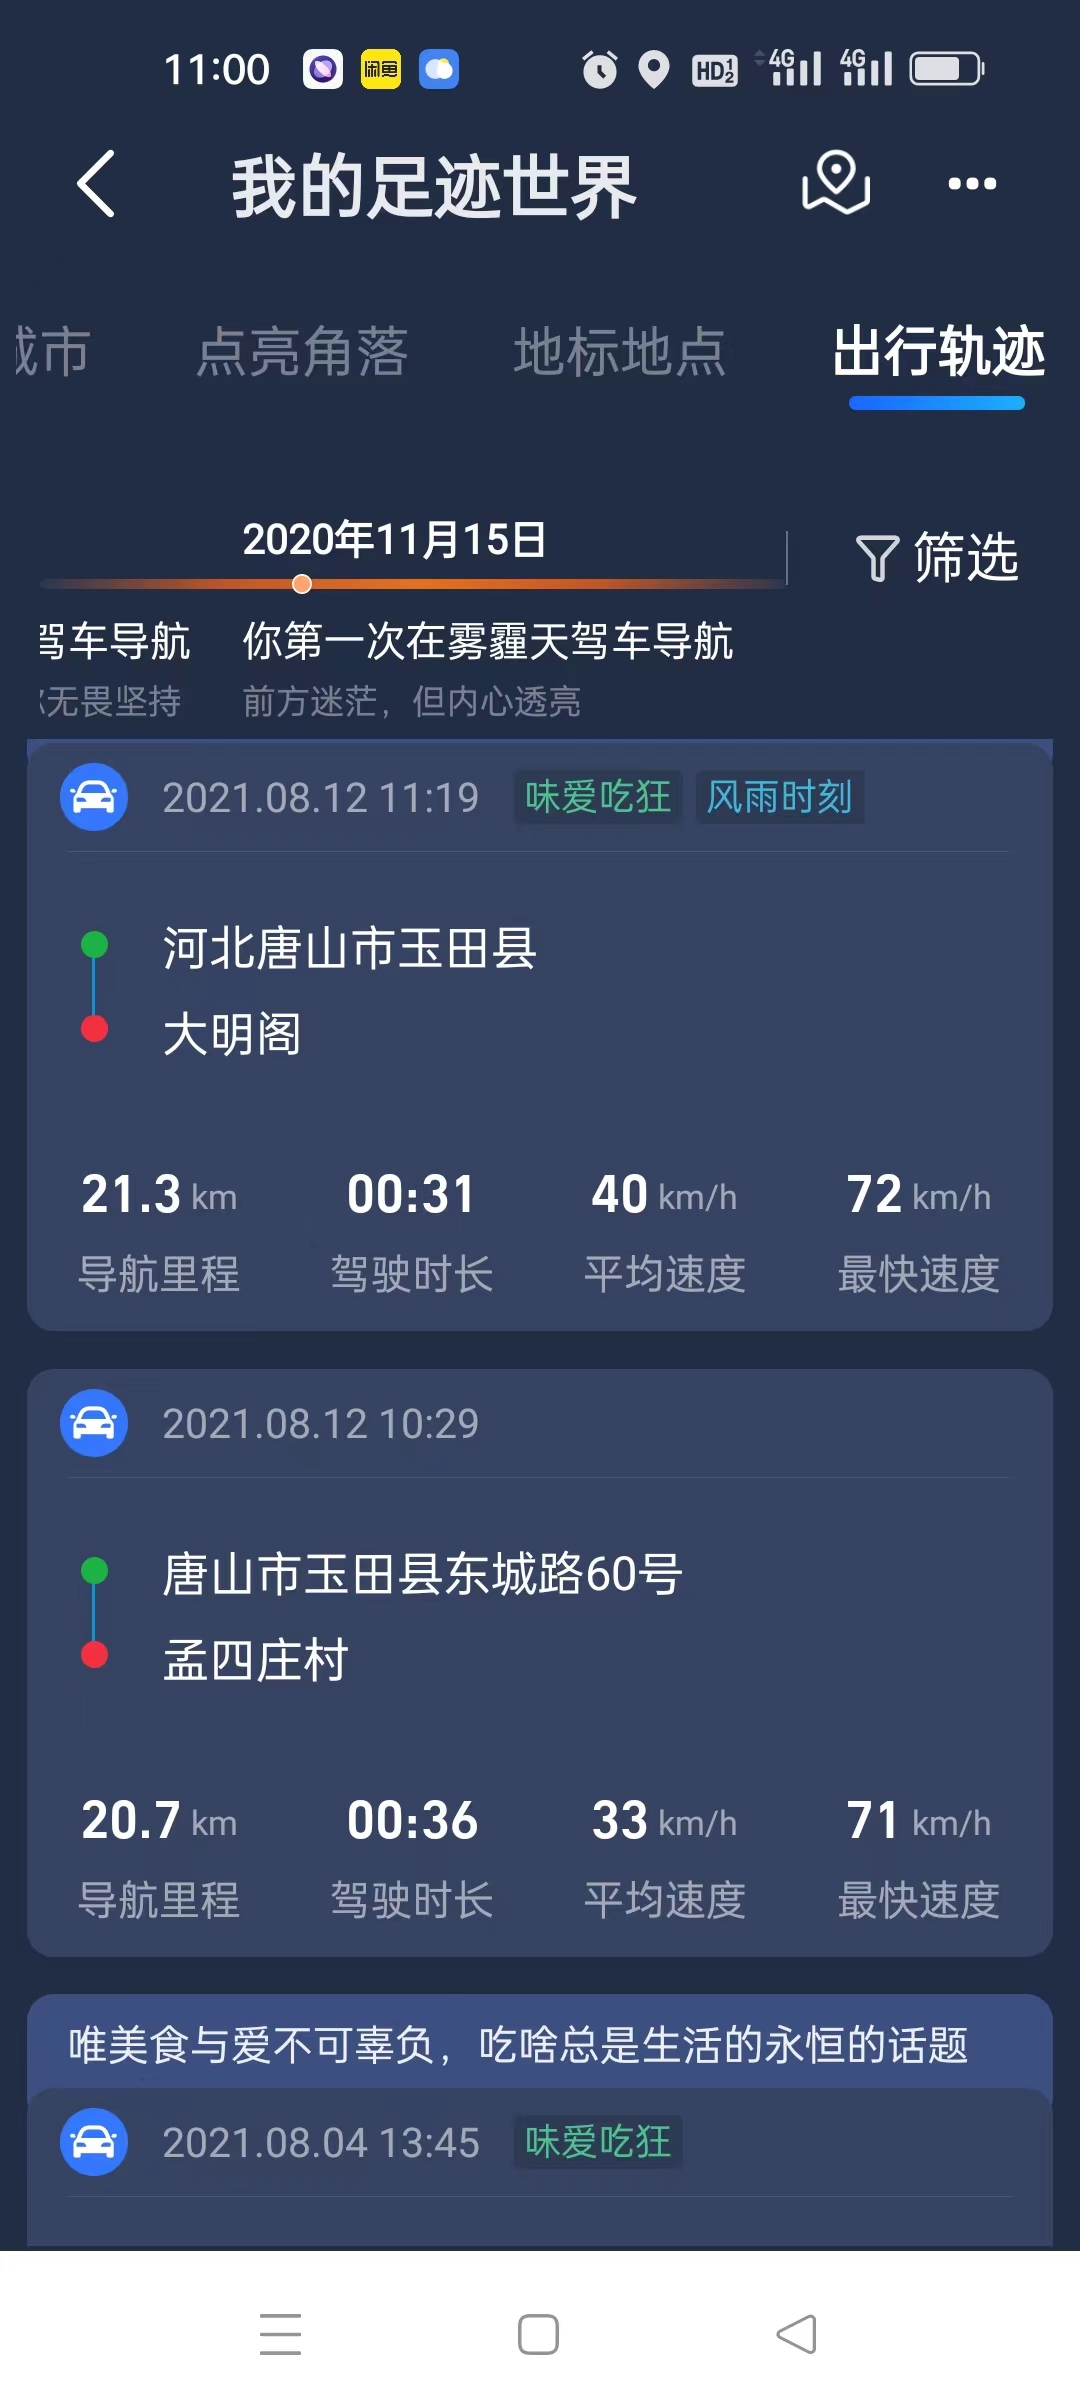 11:00 闲鱼 HD 1 2 4G 4G
我的足迹世界
城市 点亮角落 地标地点 出行轨迹
2020年11月15日
筛选
驾车导航 你第一次在雾霾天驾车导航
无畏坚持 前方迷茫，但内心透亮
2021.08.12 11:19 味爱吃狂 风雨时刻
河北唐山市玉田县
大明阁
21.3 km 00:31 40 km/h 72 km/h
导航里程 驾驶时长 平均速度 最快速度
2021.08.12 10:29
唐山市玉田县东城路60号
孟四庄村
20.7 km 00:36 33 km/h 71 km/h
导航里程 驾驶时长 平均速度 最快速度
唯美食与爱不可辜负，吃啥总是生活的永恒的话题
2021.08.04 13:45 味爱吃狂